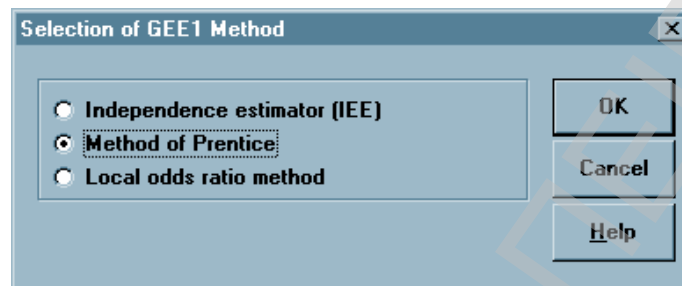 Selection of GEE1 Method
Independence estimator (IEE)
Method of Prentice
Local odds ratio method
OK
Cancel
Help